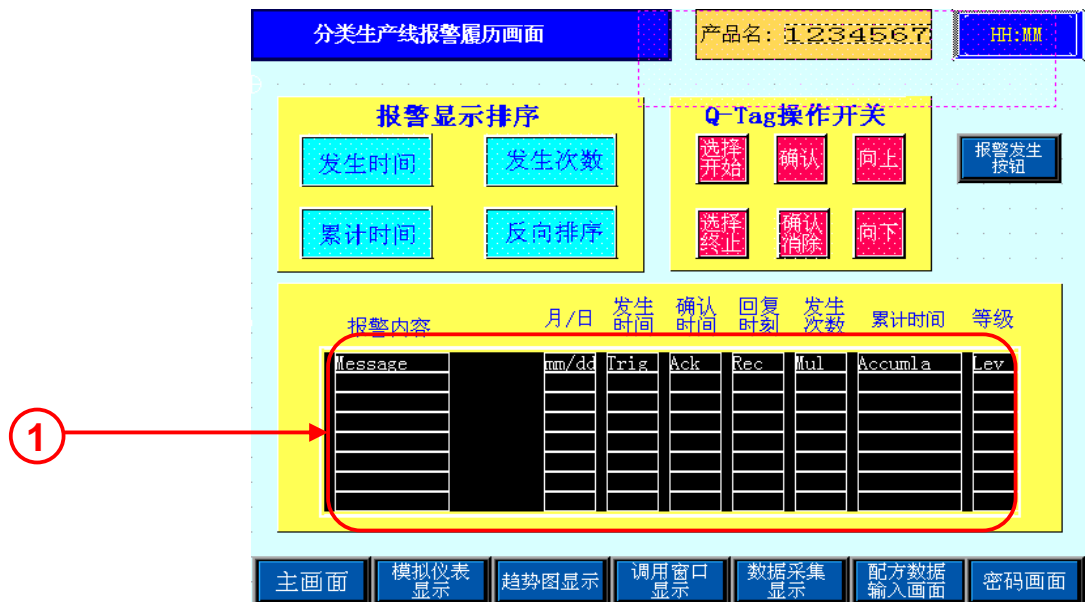 分类生产线报警履历画面
产品名: 1234567
HH:MM
报警显示排序
Q-Tag操作开关
发生时间
发生次数
选择
开始
确认
向上
报警发生
按钮
累计时间
反向排序
选择
终止
确认
消除
向下
报警内容
月/日
发生
时间
确认
时间
回复
时刻
发生
次数
累计时间
等级
Message mm/dd Trig Ack Rec Mul Accumla Lev
1
主画面
模拟仪表
显示
趋势图显示
调用窗口
显示
数据采集
显示
配方数据
输入画面
密码画面